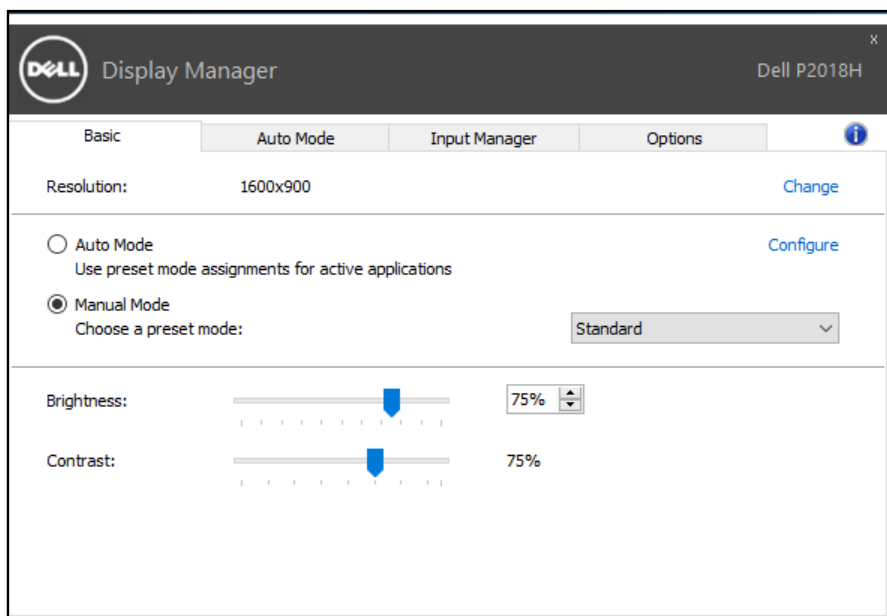 x
DELL Display Manager Dell P2018H
Basic Auto Mode Input Manager Options i
Resolution: 1600x900 Change
Auto Mode Configure
Use preset mode assignments for active applications
Manual Mode
Choose a preset mode: Standard
Brightness: 75%
Contrast: 75%